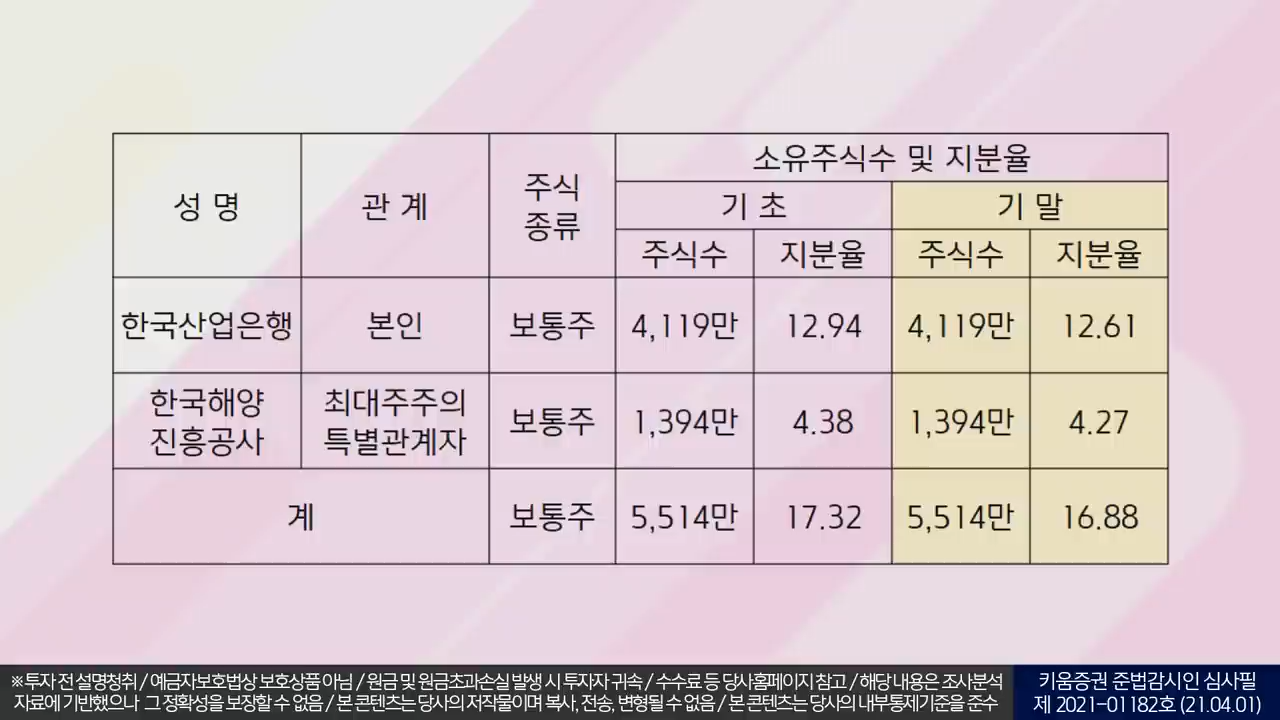 소유주식수 및 지분율
성 명 관 계 주식 종류 기 초 기 말
주식수 지분율 주식수 지분율
한국산업은행 본인 보통주 4,119만 12.94 4,119만 12.61
한국해양 진흥공사 최대주주의 특별관계자 보통주 1,394만 4.38 1,394만 4.27
계 보통주 5,514만 17.32 5,514만 16.88
※투자 전 설명청취 / 예금자보호법상 보호상품 아님 / 원금 및 원금초과손실 발생 시 투자자 귀속 / 수수료 등 당사홈페이지 참고 / 해당 내용은 조사분석
자료에 기반했으나 그 정확성을 보장할 수 없음 / 본 콘텐츠는 당사의 저작물이며 복사, 전송, 변형될 수 없음 / 본 콘텐츠는 당사의 내부통제기준을 준수
키움증권 준법감시인 심사필
제 2021-01182호 (21.04.01)